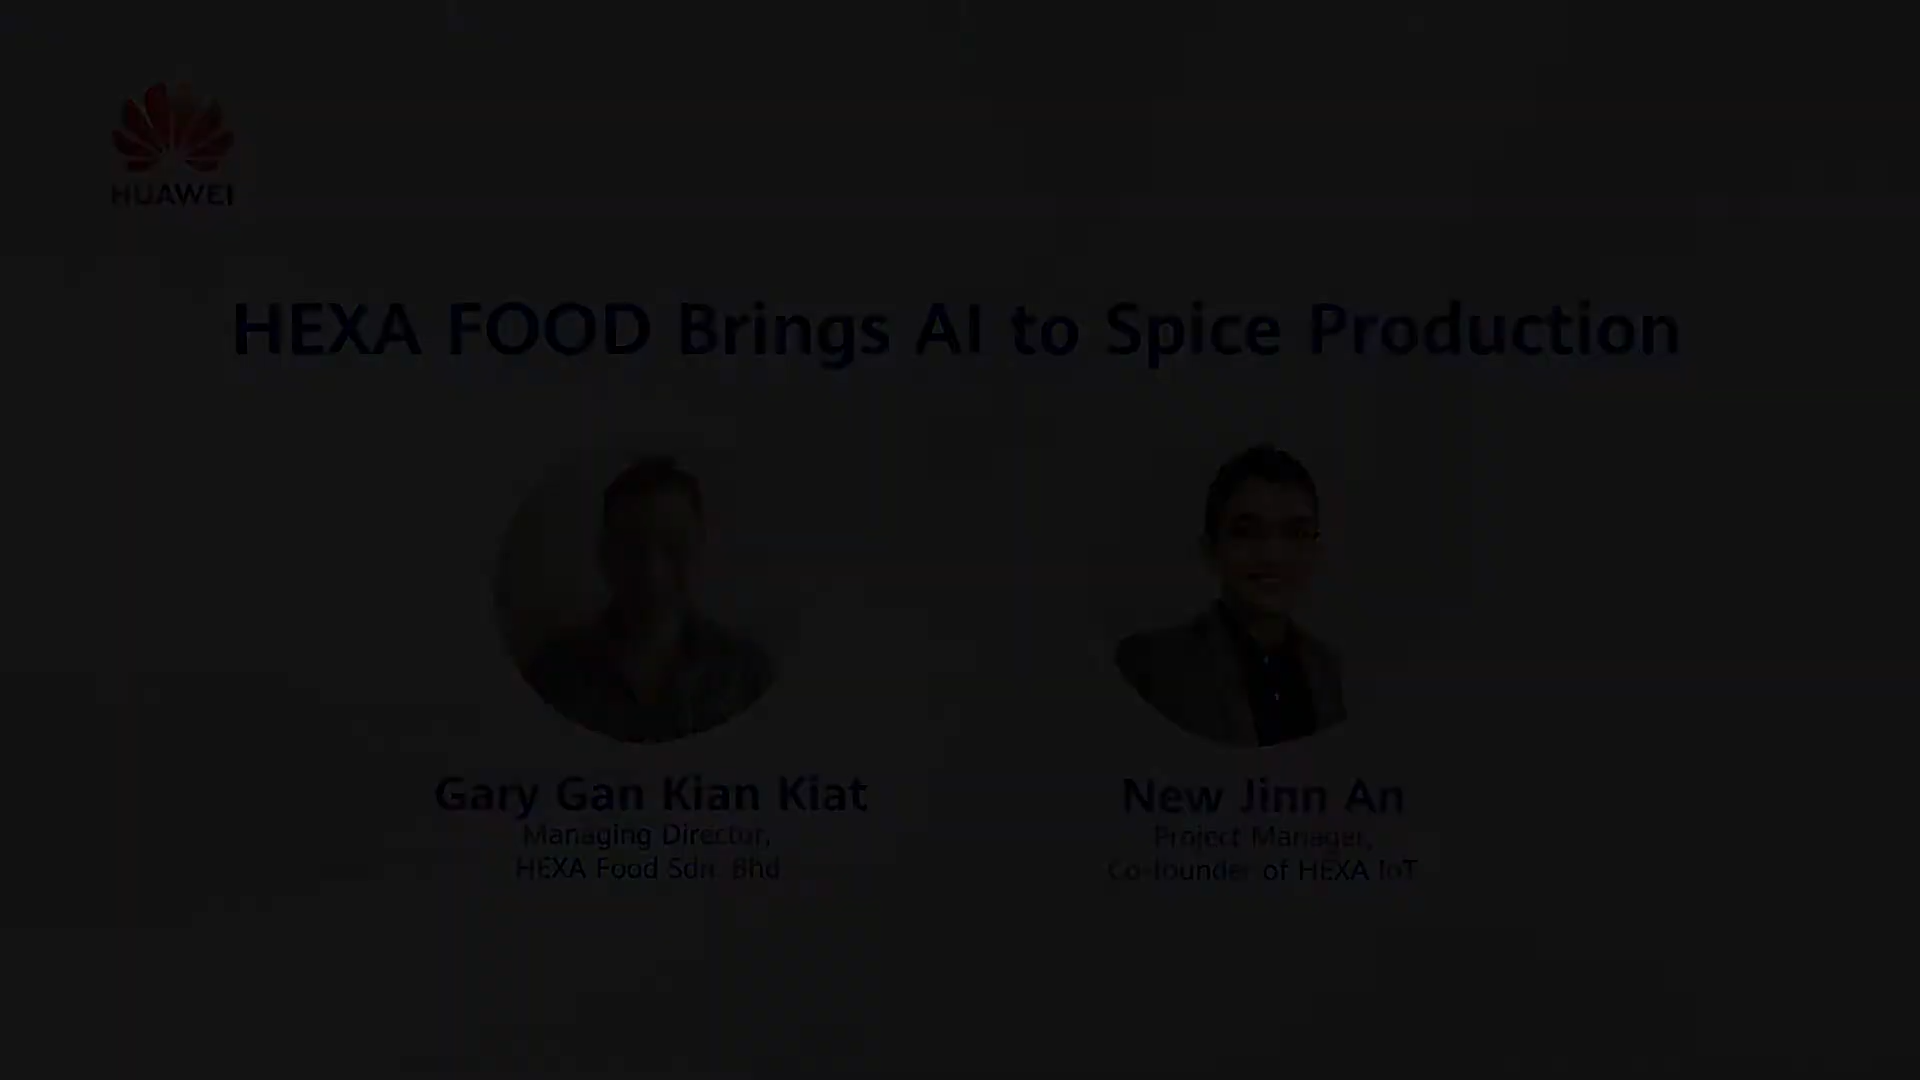 HUAWEI
HEXA FOOD Brings AI to Spice Production
Gary Gan Kian Kiat
Managing Director,
HEXA Food Sdn. Bhd
New Jinn An
Project Manager,
Co-founder of HEXA IoT